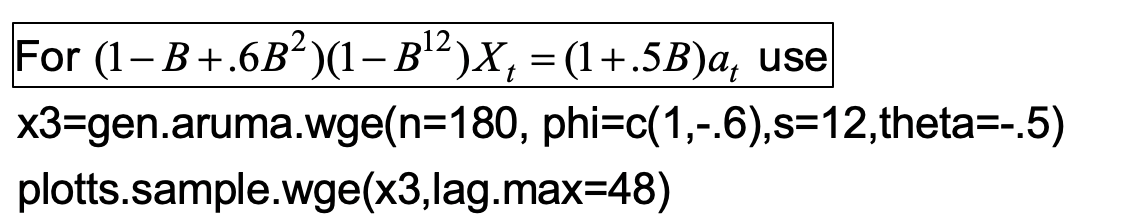 For (1−B+.6B²)(1−B¹²)Xₜ = (1+.5B)aₜ use
x3=gen.aruma.wge(n=180, phi=c(1,-.6),s=12,theta=-.5)
plotts.sample.wge(x3,lag.max=48)